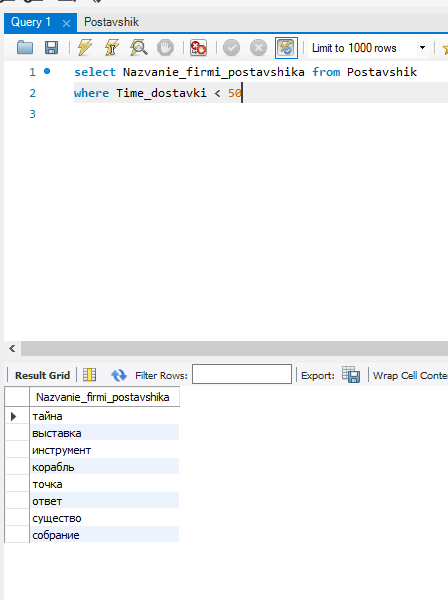 Query 1 Postavshik
Limit to 1000 rows
1 select Nazvanie_firmi_postavshika from Postavshik
2 where Time_dostavki < 50
3
Result Grid Filter Rows: Export: Wrap Cell Conte
Nazvanie_firmi_postavshika
тайна
выставка
инструмент
корабль
точка
ответ
существо
собрание